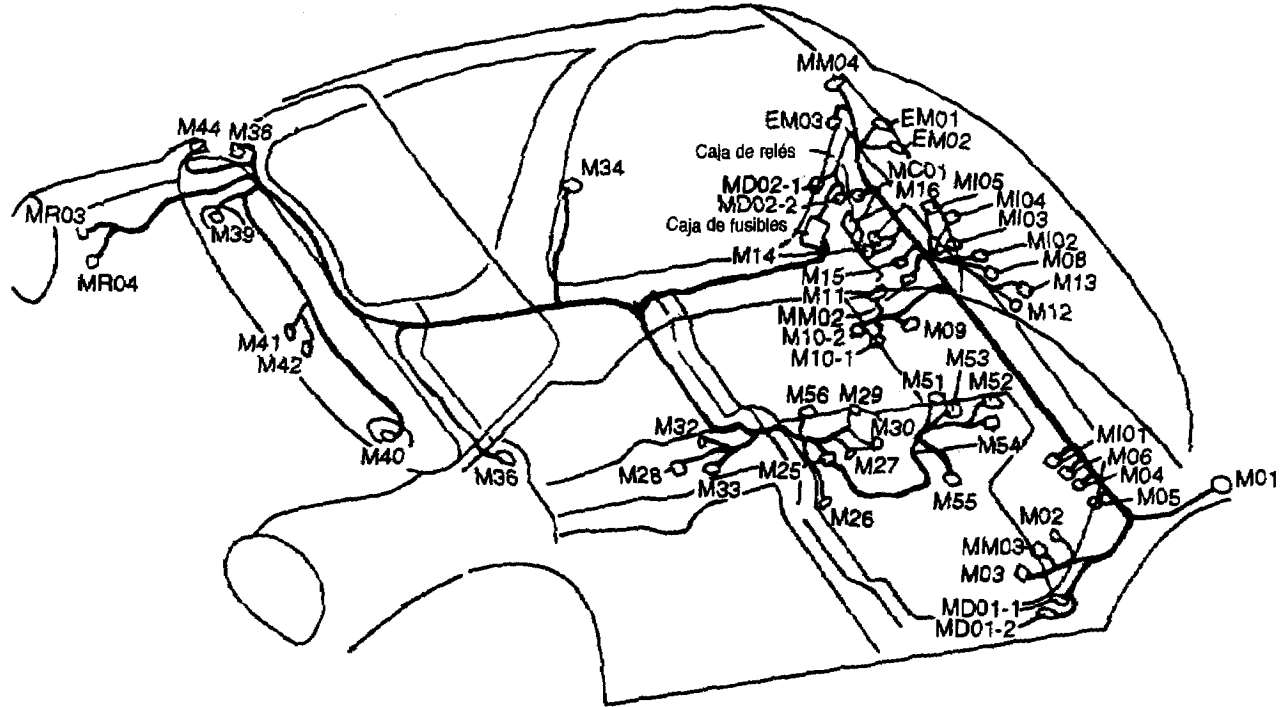 MM04
EM03
EM01
EM02
M44
M38
Caja de relés
M34
MD02-1
MC01
MD02-2
M16
MI05
MI04
MR03
M39
Caja de fusibles
MI03
MI02
M14
M08
MR04
M15
M13
M11
M12
MM02
M41
M10-2
M09
M42
M10-1
M53
M51
M52
M56
M29
M32
M30
M54
MI01
M40
M36
M28
M33
M25
M27
M06
M04
M01
M55
M05
M26
M02
MM03
M03
MD01-1
MD01-2